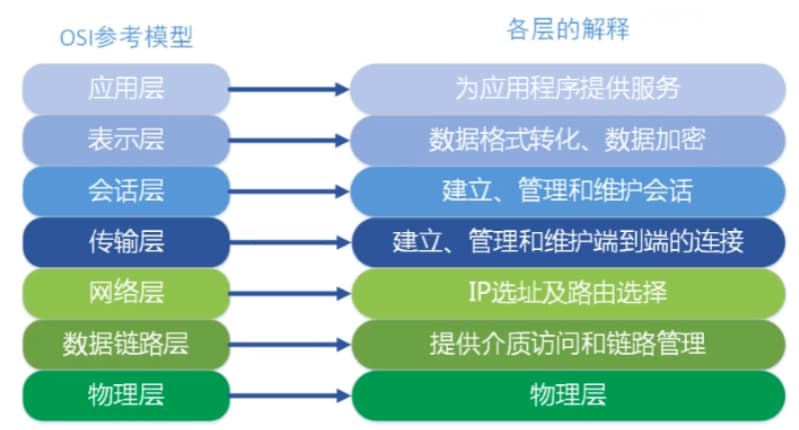 OSI参考模型 各层的解释
应用层 为应用程序提供服务
表示层 数据格式转化、数据加密
会话层 建立、管理和维护会话
传输层 建立、管理和维护端到端的连接
网络层 IP选址及路由选择
数据链路层 提供介质访问和链路管理
物理层 物理层